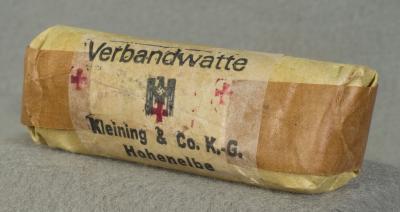 Verbandwatte
Kleining & Co. K.-G.
Hohenelbe